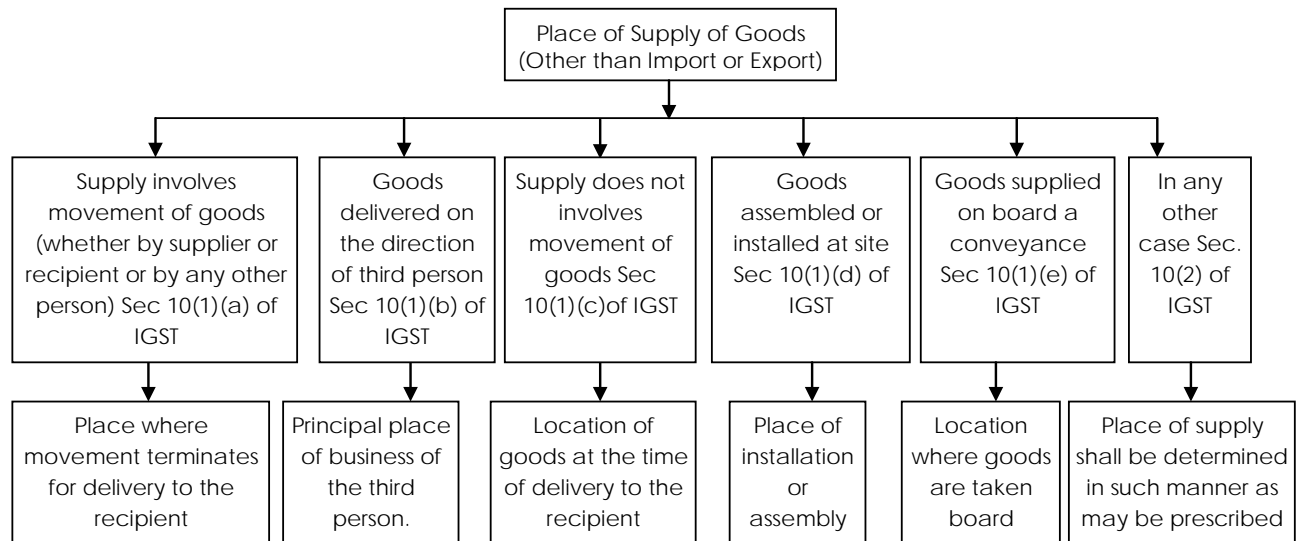 Place of Supply of Goods
(Other than Import or Export)
Supply involves
movement of goods
(whether by supplier or
recipient or by any other
person) Sec 10(1)(a) of
IGST
Goods
delivered on
the direction
of third person
Sec 10(1)(b) of
IGST
Supply does not
involves
movement of
goods Sec
10(1)(c)of IGST
Goods
assembled or
installed at site
Sec 10(1)(d) of
IGST
Goods supplied
on board a
conveyance
Sec 10(1)(e) of
IGST
In any
other
case Sec.
10(2) of
IGST
Place where
movement terminates
for delivery to the
recipient
Principal place
of business of
the third
person.
Location of
goods at the time
of delivery to the
recipient
Place of
installation
or
assembly
Location
where goods
are taken
board
Place of supply
shall be determined
in such manner as
may be prescribed